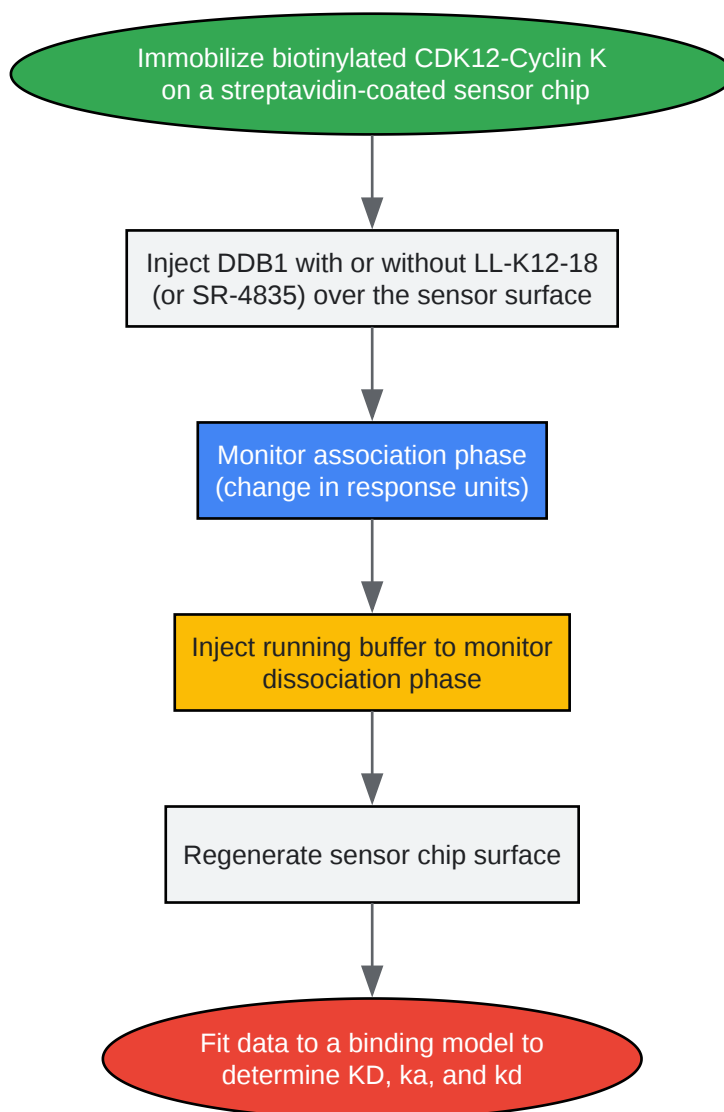 Immobilize biotinylated CDK12-Cyclin K
on a streptavidin-coated sensor chip
Inject DDB1 with or without LL-K12-18
(or SR-4835) over the sensor surface
Monitor association phase
(change in response units)
Inject running buffer to monitor
dissociation phase
Regenerate sensor chip surface
Fit data to a binding model to
determine KD, ka, and kd